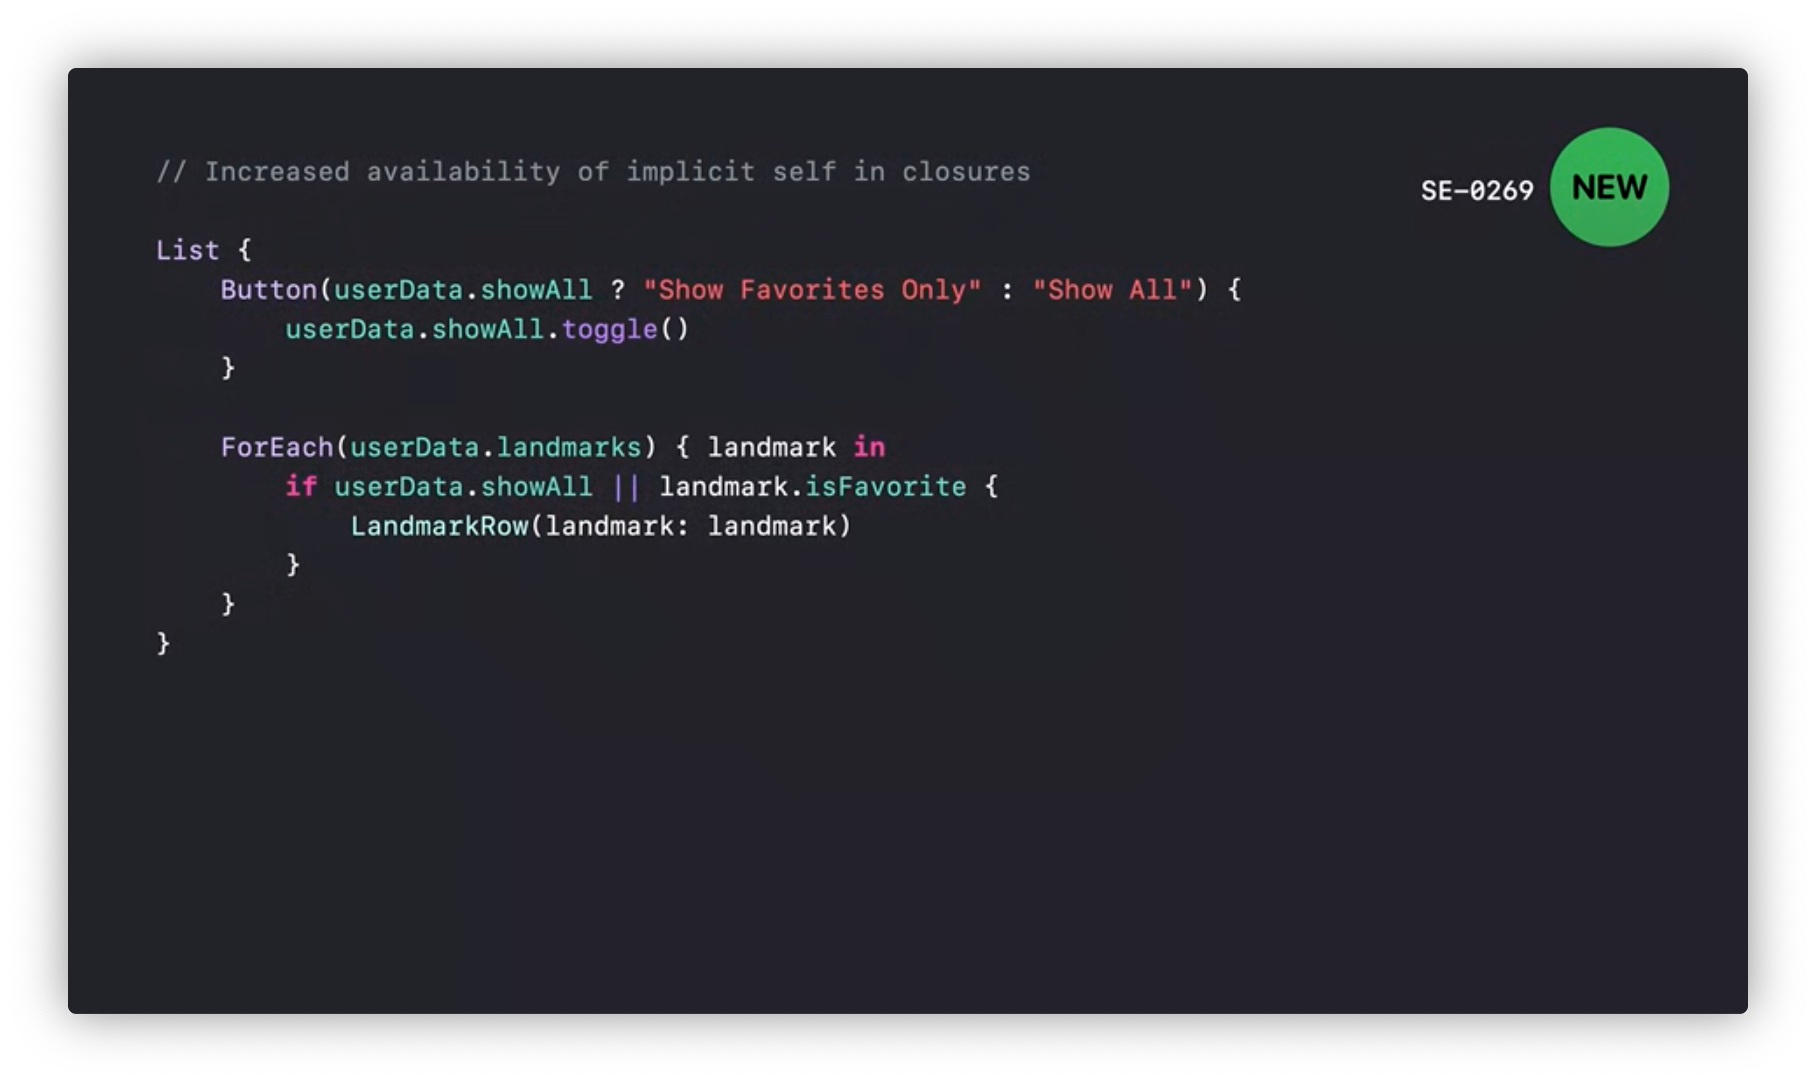 // Increased availability of implicit self in closures
SE-0269
NEW
List {
    Button(userData.showAll ? "Show Favorites Only" : "Show All") {
        userData.showAll.toggle()
    }

    ForEach(userData.landmarks) { landmark in
        if userData.showAll || landmark.isFavorite {
            LandmarkRow(landmark: landmark)
        }
    }
}